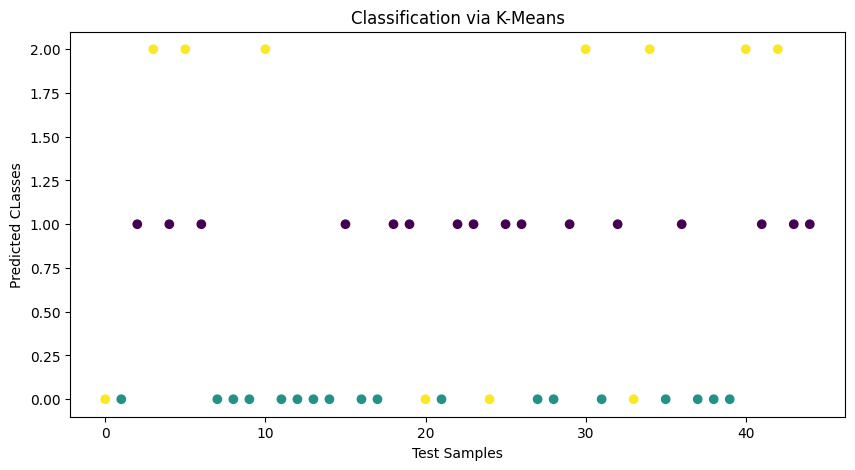 Classification via K-Means
2.00
1.75
1.50
1.25
1.00
0.75
0.50
0.25
0.00
Predicted CLasses
0 10 20 30 40
Test Samples